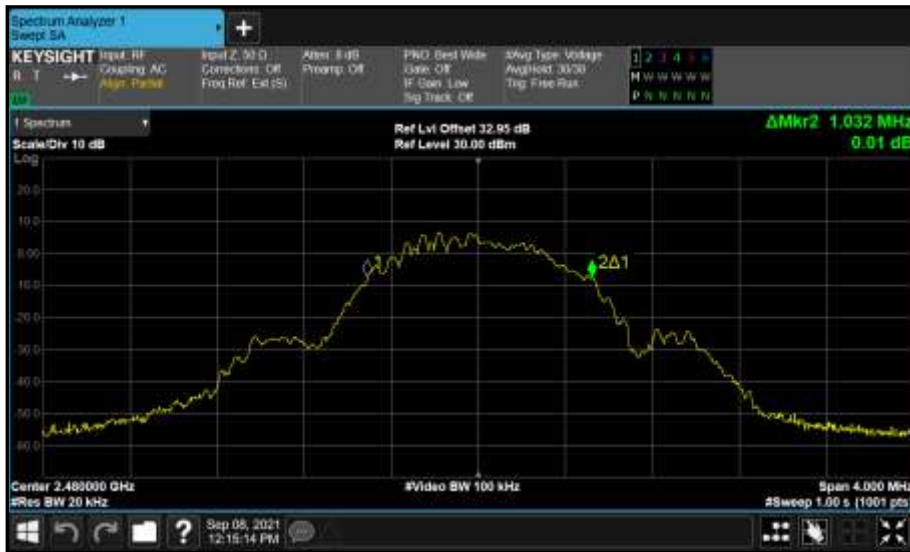 Spectrum Analyzer 1
Swept SA
+
KEYSIGHT
R T
Input: RF
Coupling: AC
Align: Partial
Input Z: 50 Ω
Corrections: Off
Freq Ref: Ext (S)
Atten: 8 dB
Preamp: Off
PNO: Best Wide
Gate: Off
IF Gain: Low
Sig Track: Off
#Avg Type: Voltage
Avg|Hold: 30/30
Trig: Free Run
1 2 3 4 5 6
M W W W W W
P N N N N N
1 Spectrum
Scale/Div 10 dB
Ref Lvl Offset 32.95 dB
Ref Level 30.00 dBm
ΔMkr2 1.032 MHz
0.01 dB
Log
20.0
10.0
0.00
-10.0
-20.0
-30.0
-40.0
-50.0
-60.0
1
2Δ1
Center 2.480000 GHz
#Res BW 20 kHz
#Video BW 100 kHz
Span 4.000 MHz
#Sweep 1.00 s (1001 pts)
?
Sep 08, 2021
12:15:14 PM